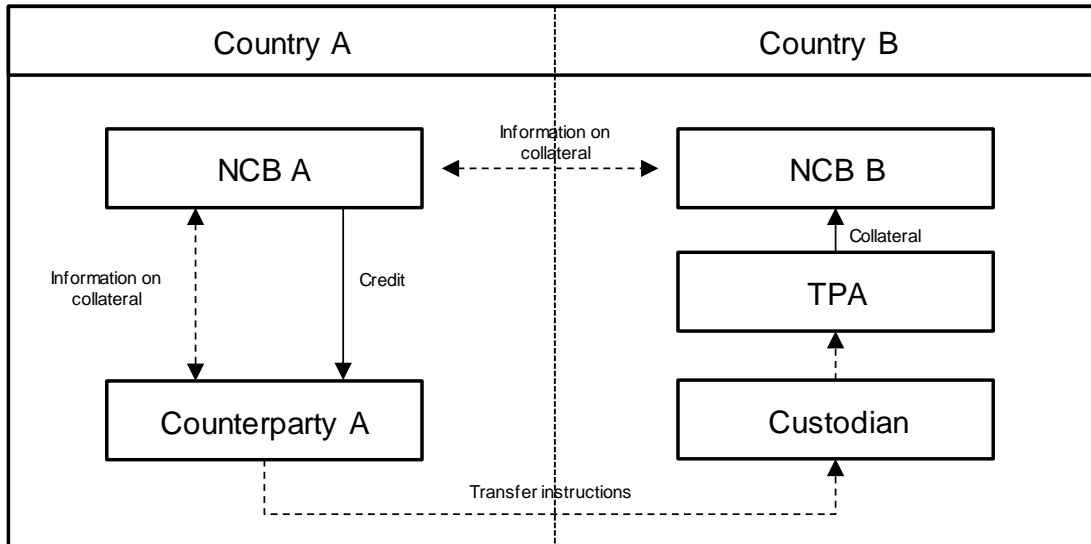 Country A
Country B
Information on
collateral
NCB A
NCB B
Collateral
Information on
collateral
Credit
TPA
Counterparty A
Custodian
Transfer instructions